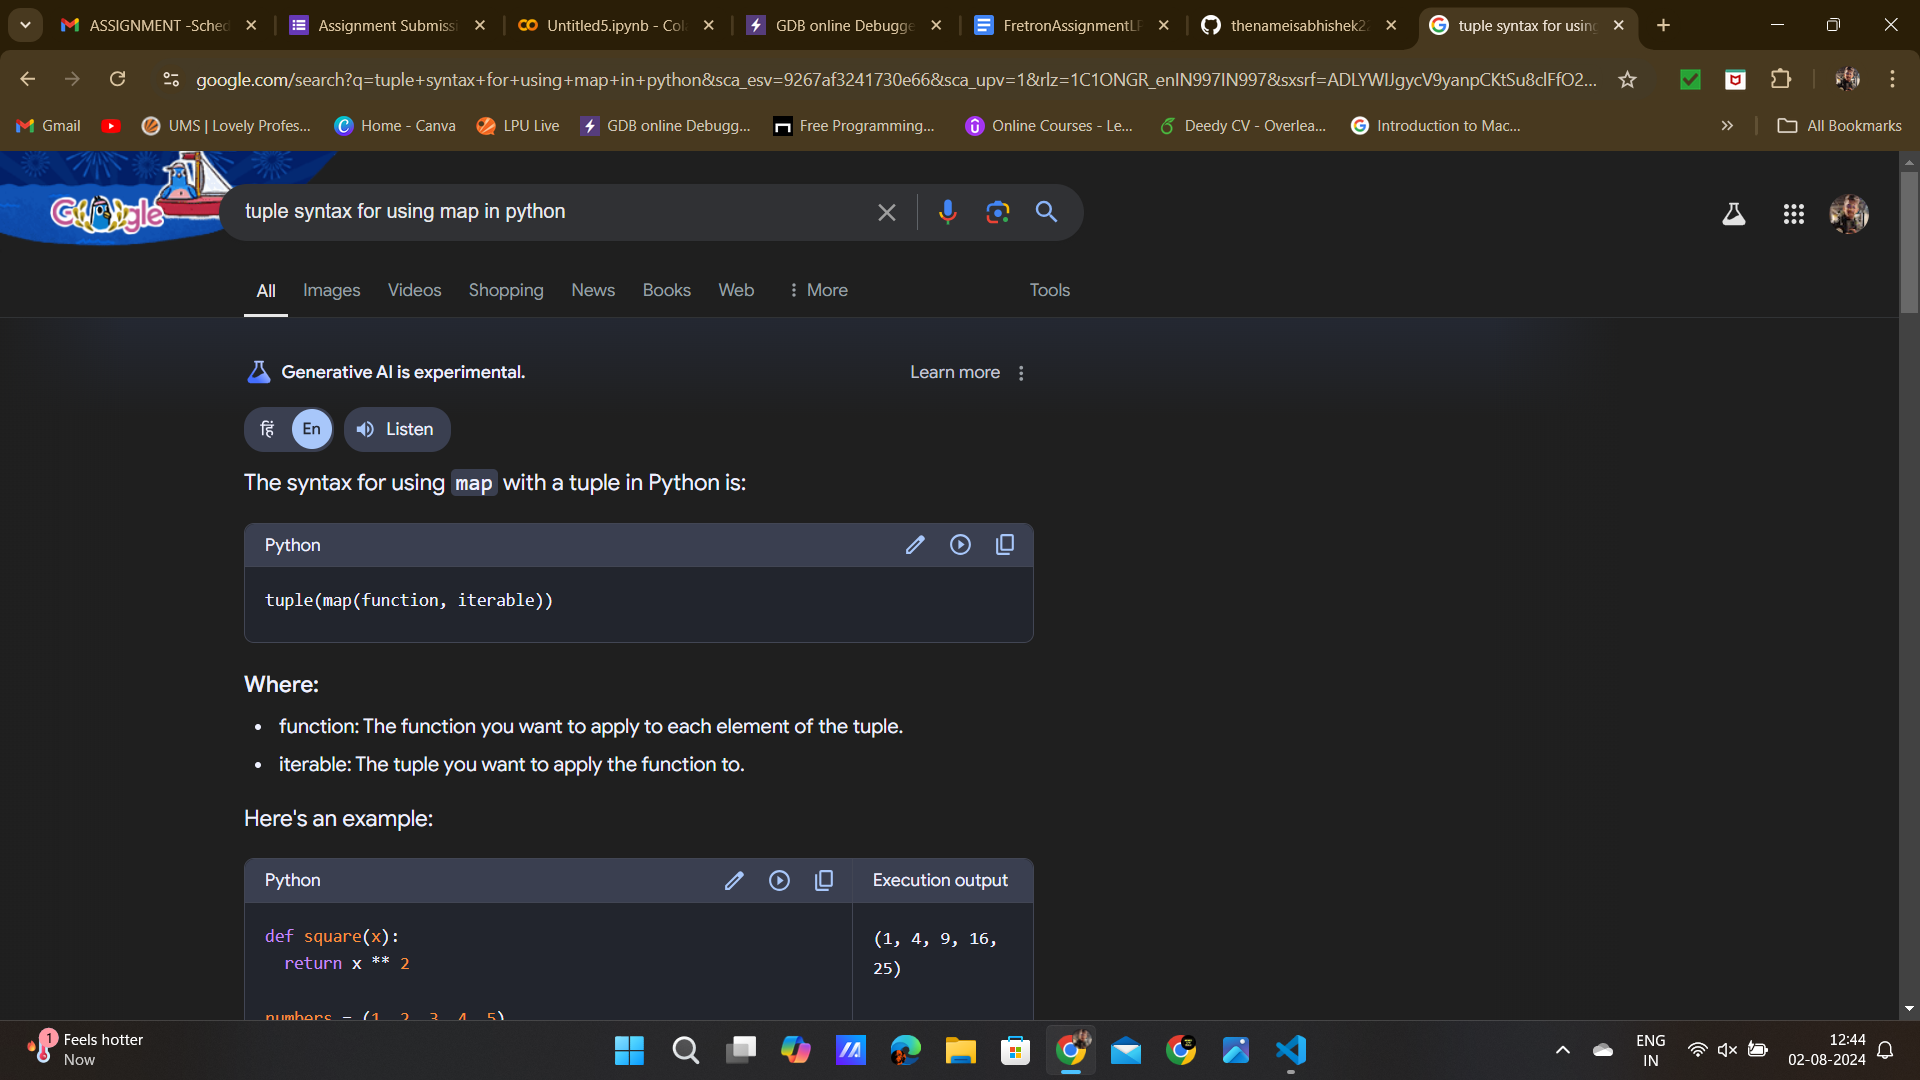 ASSIGNMENT -Sched
Assignment Submissi
Untitled5.ipynb - Col
GDB online Debugge
FretronAssignmentLP
thenameisabhishek22
tuple syntax for using
google.com/search?q=tuple+syntax+for+using+map+in+python&sca_esv=9267af3241730e66&sca_upv=1&rlz=1C1ONGR_enIN997IN997&sxsrf=ADLYWIJgycV9yanpCKtSu8clFfO2...
Gmail
UMS | Lovely Profes...
Home - Canva
LPU Live
GDB online Debugg...
Free Programming...
Online Courses - Le...
Deedy CV - Overlea...
Introduction to Mac...
All Bookmarks
Google
tuple syntax for using map in python
All Images Videos Shopping News Books Web More Tools
Generative AI is experimental.
Learn more
हिं En Listen
The syntax for using map with a tuple in Python is:
Python
tuple(map(function, iterable))
Where:
• function: The function you want to apply to each element of the tuple.
• iterable: The tuple you want to apply the function to.
Here's an example:
Python
Execution output
def square(x):
return x ** 2
numbers = (1, 2, 3, 4, 5)
(1, 4, 9, 16,
25)
1
Feels hotter
Now
ENG
IN
12:44
02-08-2024